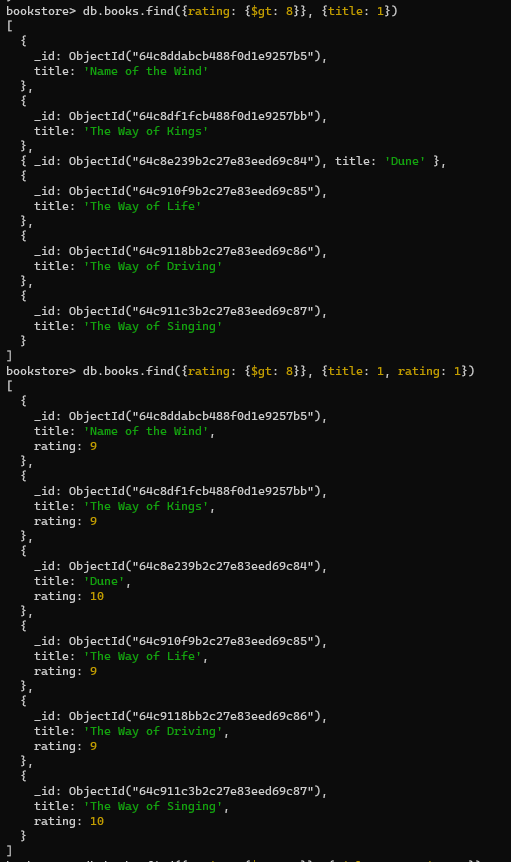 bookstore> db.books.find({rating: {$gt: 8}}, {title: 1})
[
  {
    _id: ObjectId("64c8ddabcb488f0d1e9257b5"),
    title: 'Name of the Wind'
  },
  {
    _id: ObjectId("64c8df1fcb488f0d1e9257bb"),
    title: 'The Way of Kings'
  },
  { _id: ObjectId("64c8e239b2c27e83eed69c84"), title: 'Dune' },
  {
    _id: ObjectId("64c910f9b2c27e83eed69c85"),
    title: 'The Way of Life'
  },
  {
    _id: ObjectId("64c9118bb2c27e83eed69c86"),
    title: 'The Way of Driving'
  },
  {
    _id: ObjectId("64c911c3b2c27e83eed69c87"),
    title: 'The Way of Singing'
  }
]
bookstore> db.books.find({rating: {$gt: 8}}, {title: 1, rating: 1})
[
  {
    _id: ObjectId("64c8ddabcb488f0d1e9257b5"),
    title: 'Name of the Wind',
    rating: 9
  },
  {
    _id: ObjectId("64c8df1fcb488f0d1e9257bb"),
    title: 'The Way of Kings',
    rating: 9
  },
  {
    _id: ObjectId("64c8e239b2c27e83eed69c84"),
    title: 'Dune',
    rating: 10
  },
  {
    _id: ObjectId("64c910f9b2c27e83eed69c85"),
    title: 'The Way of Life',
    rating: 9
  },
  {
    _id: ObjectId("64c9118bb2c27e83eed69c86"),
    title: 'The Way of Driving',
    rating: 9
  },
  {
    _id: ObjectId("64c911c3b2c27e83eed69c87"),
    title: 'The Way of Singing',
    rating: 10
  }
]